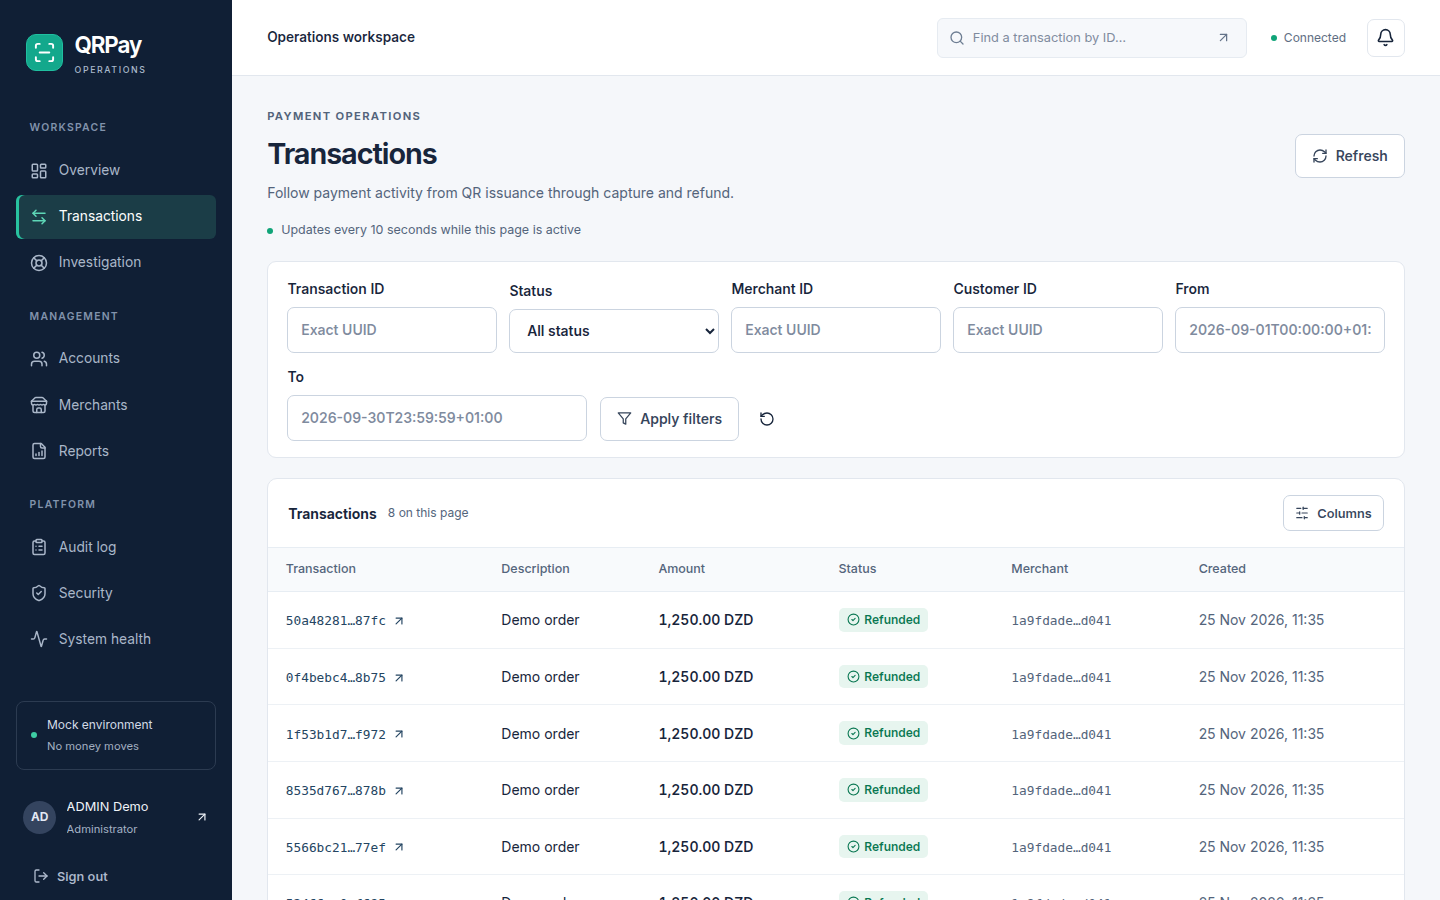 QRPay
OPERATIONS
WORKSPACE
Overview
Transactions
Investigation
MANAGEMENT
Accounts
Merchants
Reports
PLATFORM
Audit log
Security
System health
Mock environment
No money moves
AD
ADMIN Demo
Administrator
Sign out
Operations workspace
Find a transaction by ID...
Connected
PAYMENT OPERATIONS
Transactions
Refresh
Follow payment activity from QR issuance through capture and refund.
Updates every 10 seconds while this page is active
Transaction ID Status Merchant ID Customer ID From
Exact UUID All status Exact UUID Exact UUID 2026-09-01T00:00:00+01:
To
2026-09-30T23:59:59+01:00 Apply filters
Transactions 8 on this page Columns
Transaction Description Amount Status Merchant Created
50a48281…87fc Demo order 1,250.00 DZD Refunded 1a9fdade…d041 25 Nov 2026, 11:35
0f4bebc4…8b75 Demo order 1,250.00 DZD Refunded 1a9fdade…d041 25 Nov 2026, 11:35
1f53b1d7…f972 Demo order 1,250.00 DZD Refunded 1a9fdade…d041 25 Nov 2026, 11:35
8535d767…878b Demo order 1,250.00 DZD Refunded 1a9fdade…d041 25 Nov 2026, 11:35
5566bc21…77ef Demo order 1,250.00 DZD Refunded 1a9fdade…d041 25 Nov 2026, 11:35